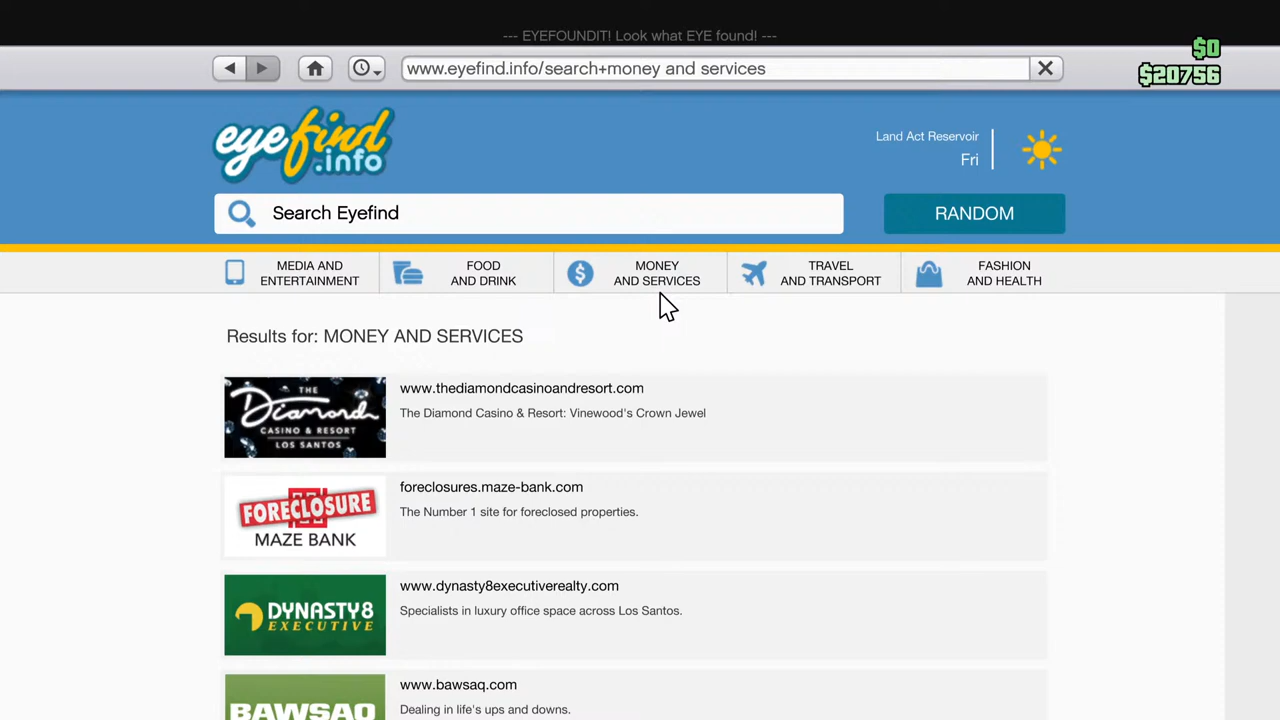 --- EYEFOUNDIT! Look what EYE found! ---
$0
$20756
www.eyefind.info/search+money and services
eyefind
.info
Land Act Reservoir
Fri
Search Eyefind
RANDOM
MEDIA AND
ENTERTAINMENT
FOOD
AND DRINK
MONEY
AND SERVICES
TRAVEL
AND TRANSPORT
FASHION
AND HEALTH
Results for: MONEY AND SERVICES
THE
Diamond
CASINO & RESORT
LOS SANTOS
www.thediamondcasinoandresort.com
The Diamond Casino & Resort: Vinewood's Crown Jewel
FORECLOSURE
MAZE BANK
foreclosures.maze-bank.com
The Number 1 site for foreclosed properties.
DYNASTY8
EXECUTIVE
www.dynasty8executiverealty.com
Specialists in luxury office space across Los Santos.
BAWSAQ
www.bawsaq.com
Dealing in life's ups and downs.